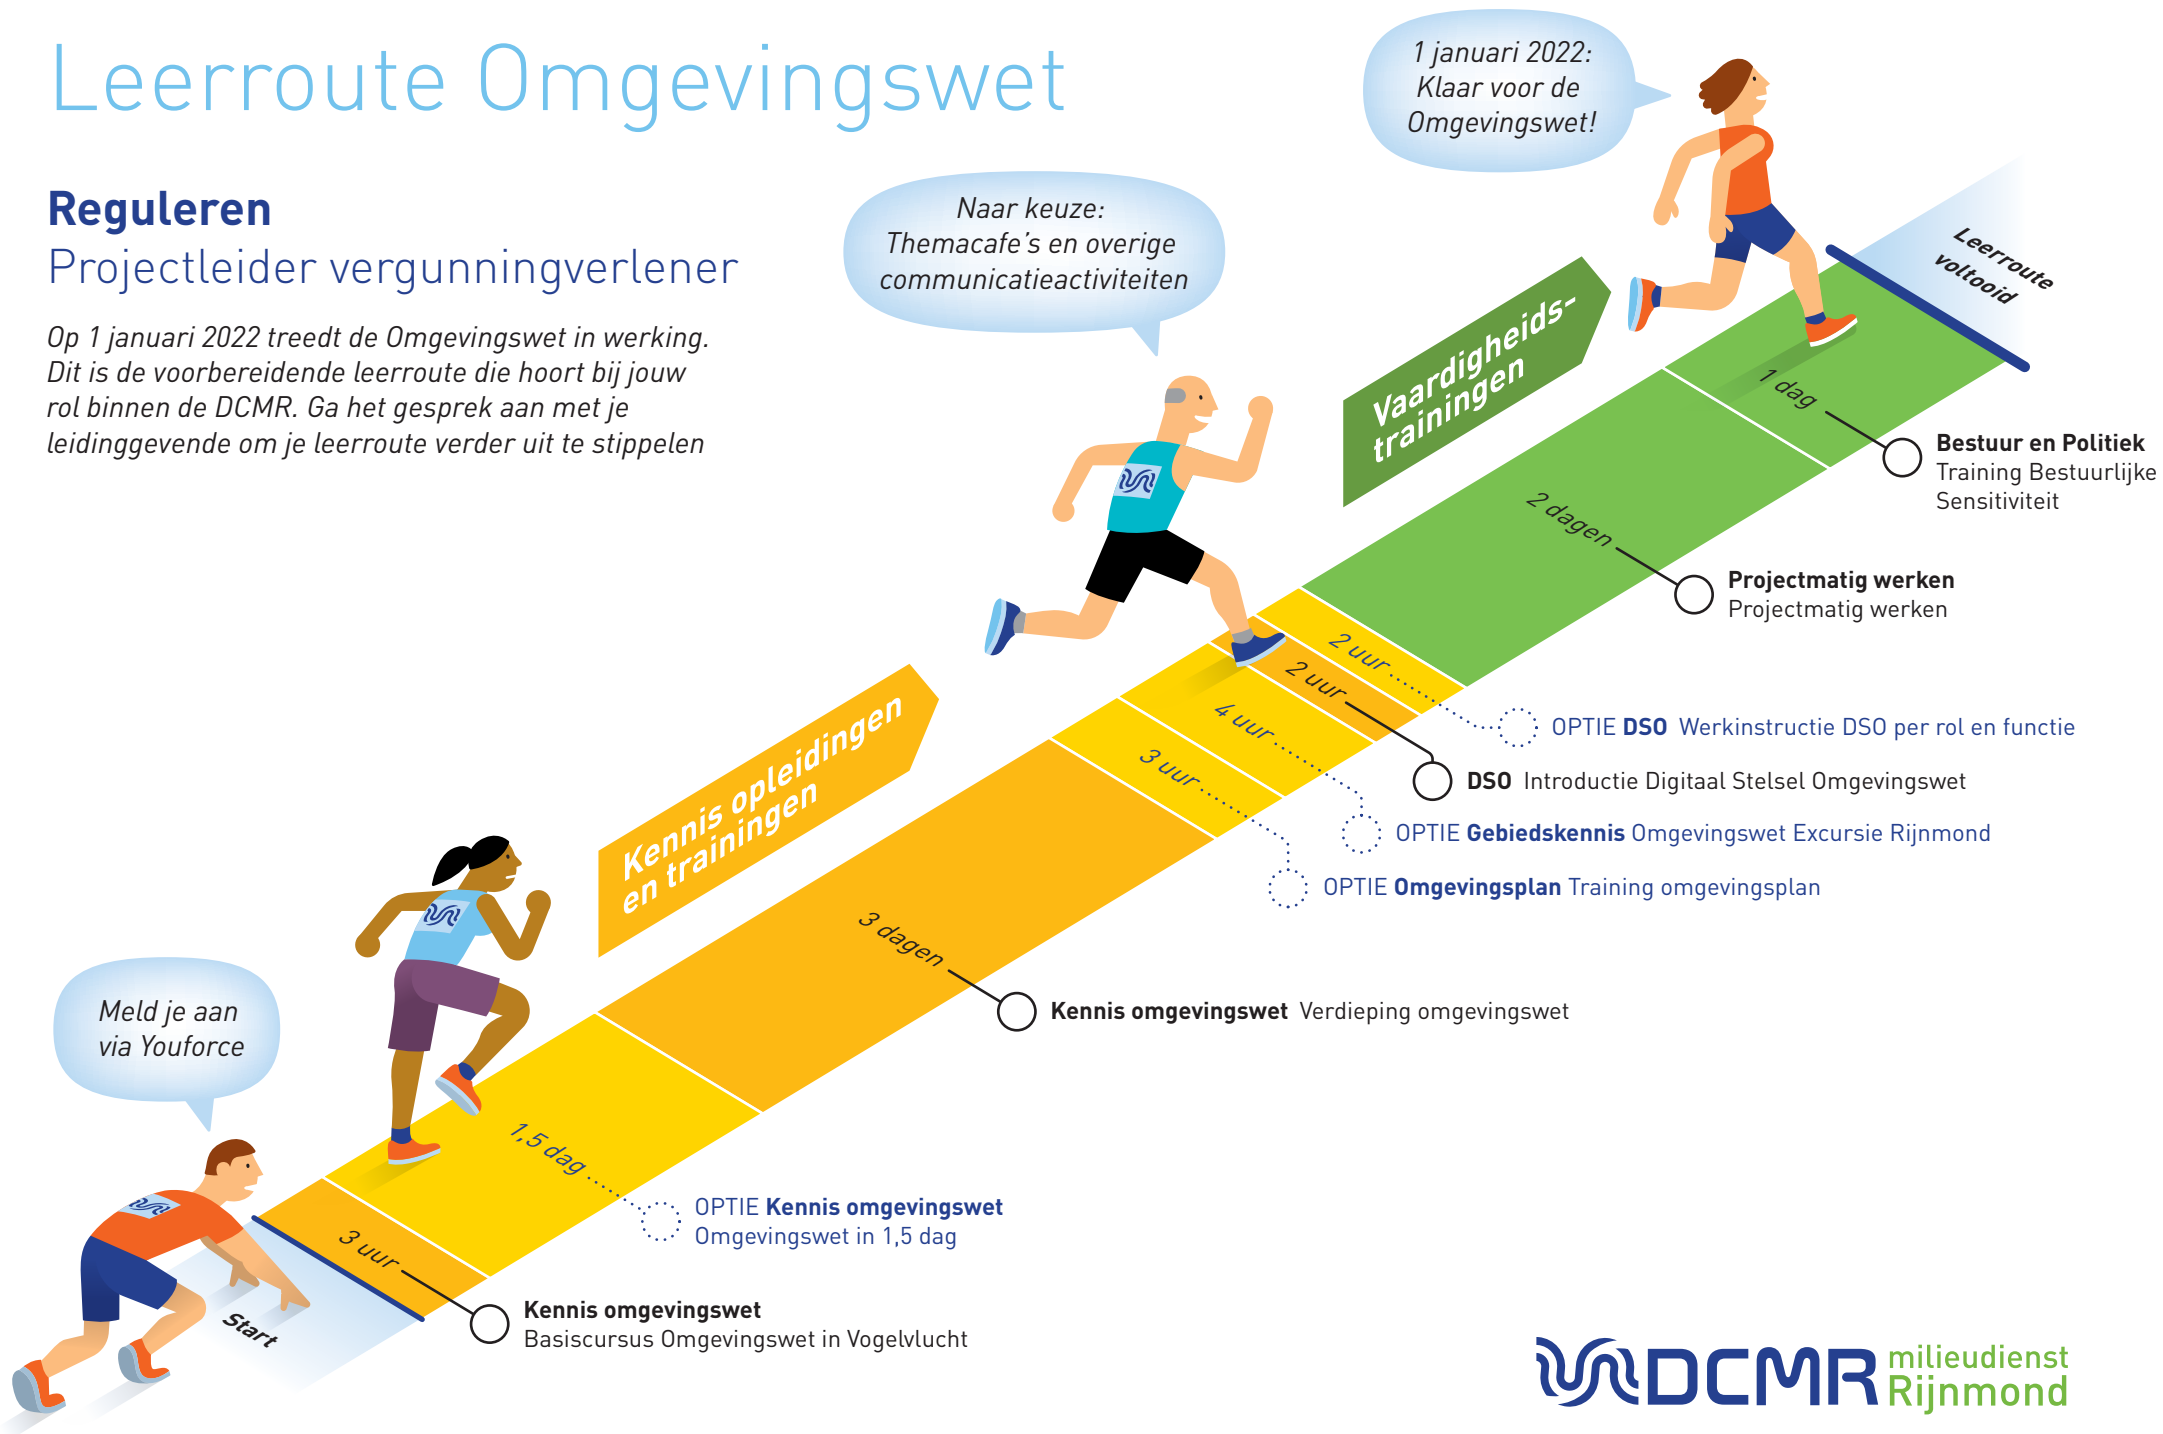 Leerroute Omgevingswet
Reguleren
Projectleider vergunningverlener
Op 1 januari 2022 treedt de Omgevingswet in werking.
Dit is de voorbereidende leerroute die hoort bij jouw
rol binnen de DCMR. Ga het gesprek aan met je
leidinggevende om je leerroute verder uit te stippelen
1 januari 2022:
Klaar voor de
Omgevingswet!
Naar keuze:
Themacafe's en overige
communicatieactiviteiten
Leerroute
voltooid
Vaardigheids-
trainingen
1 dag
Bestuur en Politiek
Training Bestuurlijke
Sensitiviteit
2 dagen
Projectmatig werken
Projectmatig werken
2 uur
OPTIE DSO Werkinstructie DSO per rol en functie
2 uur
DSO Introductie Digitaal Stelsel Omgevingswet
4 uur
OPTIE Gebiedskennis Omgevingswet Excursie Rijnmond
3 uur
OPTIE Omgevingsplan Training omgevingsplan
Kennis opleidingen
en trainingen
3 dagen
Kennis omgevingswet Verdieping omgevingswet
Meld je aan
via Youforce
1,5 dag
OPTIE Kennis omgevingswet
Omgevingswet in 1,5 dag
3 uur
Kennis omgevingswet
Basiscursus Omgevingswet in Vogelvlucht
Start
DCMR milieudienst
Rijnmond